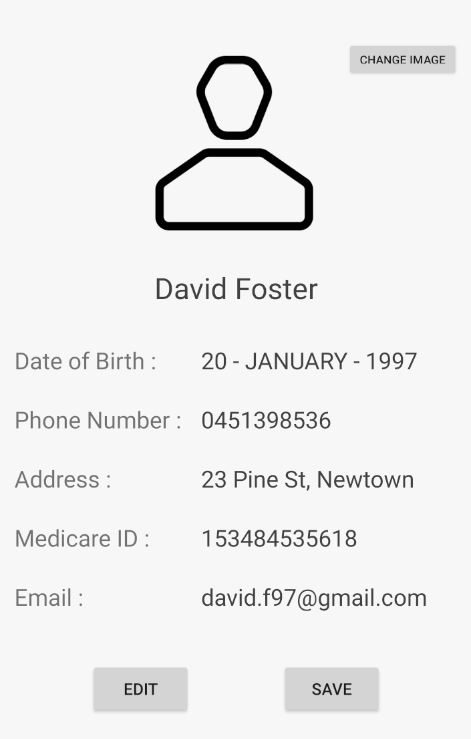 CHANGE IMAGE
David Foster
Date of Birth : 20 - JANUARY - 1997
Phone Number : 0451398536
Address : 23 Pine St, Newtown
Medicare ID : 153484535618
Email : david.f97@gmail.com
EDIT SAVE